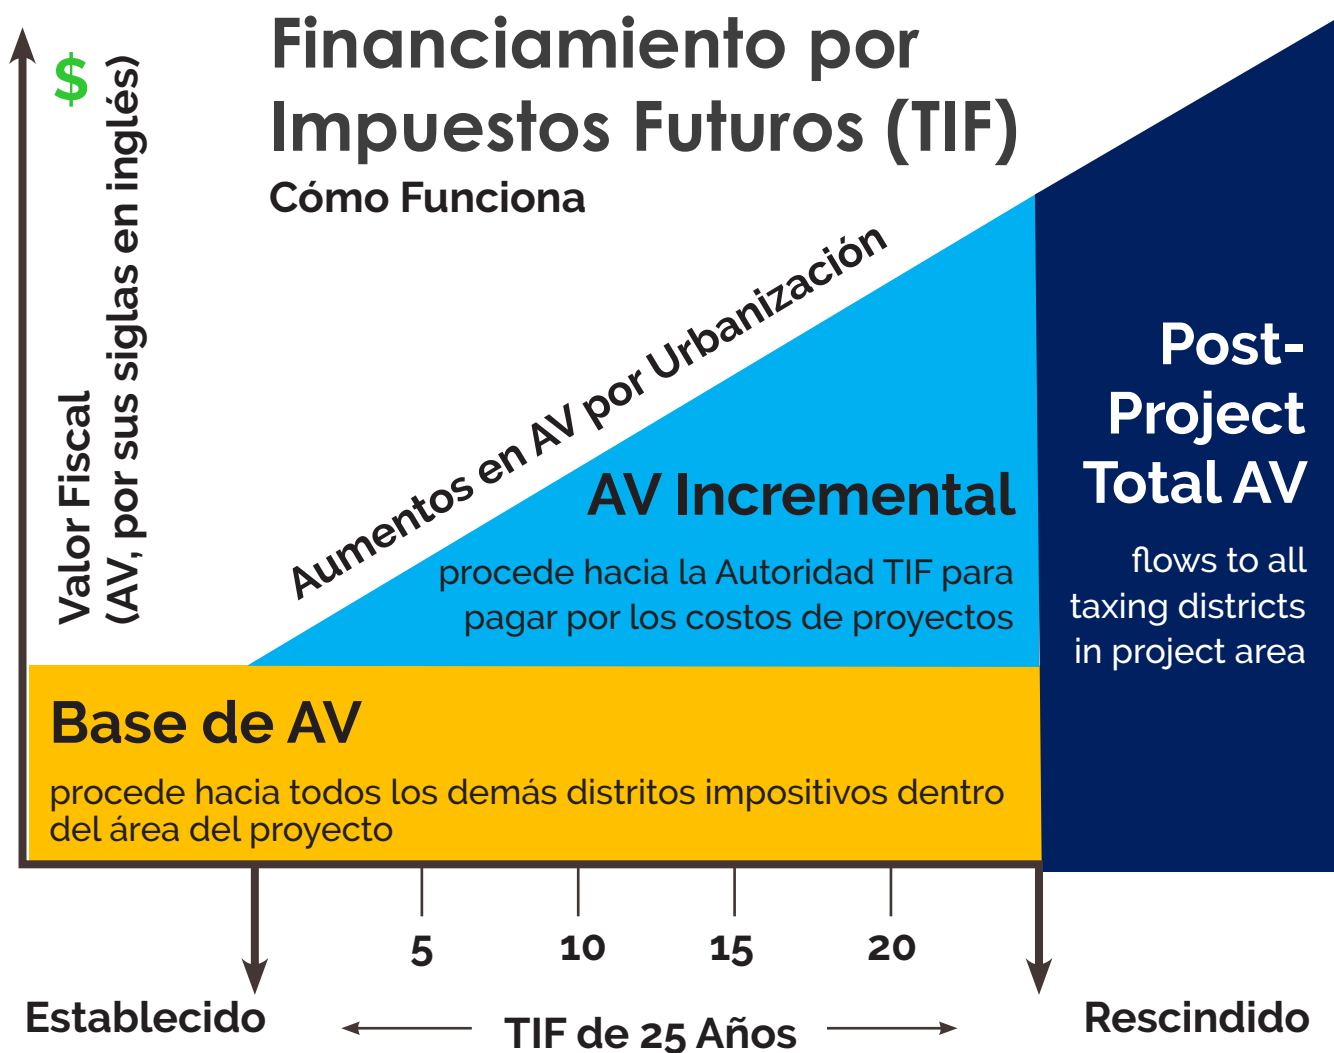 Financiamiento por
Impuestos Futuros (TIF)
Cómo Funciona
$
Valor Fiscal
(AV, por sus siglas en inglés)
Aumentos en AV por Urbanización
AV Incremental
procede hacia la Autoridad TIF para
pagar por los costos de proyectos
Post-
Project
Total AV
flows to all
taxing districts
in project area
Base de AV
procede hacia todos los demás distritos impositivos dentro
del área del proyecto
5 10 15 20
Establecido
TIF de 25 Años
Rescindido